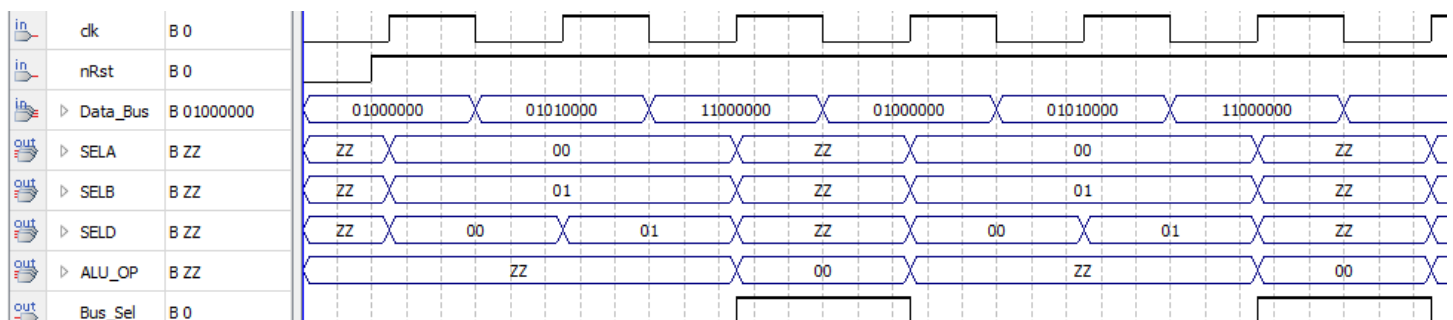 in clk B 0
in nRst B 0
in Data_Bus B 01000000 01000000 01010000 11000000 01000000 01010000 11000000
out SELA B ZZ ZZ 00 ZZ 00 ZZ
out SELB B ZZ ZZ 01 ZZ 01 ZZ
out SELD B ZZ ZZ 00 01 ZZ 00 01 ZZ
out ALU_OP B ZZ ZZ 00 ZZ 00
out Bus_Sel B 0